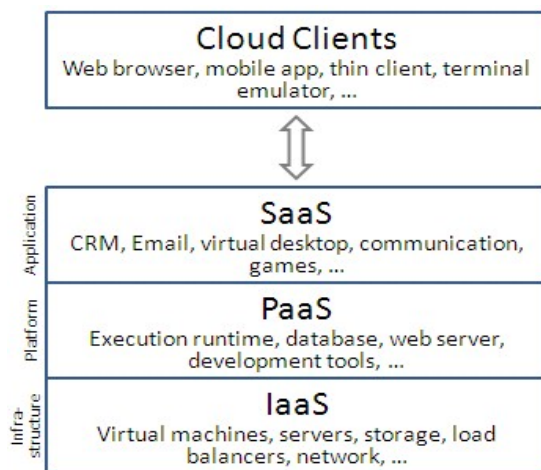 Cloud Clients
Web browser, mobile app, thin client, terminal
emulator, ...
Application
SaaS
CRM, Email, virtual desktop, communication,
games, ...
Platform
PaaS
Execution runtime, database, web server,
development tools, ...
Infra-
structure
IaaS
Virtual machines, servers, storage, load
balancers, network, ...